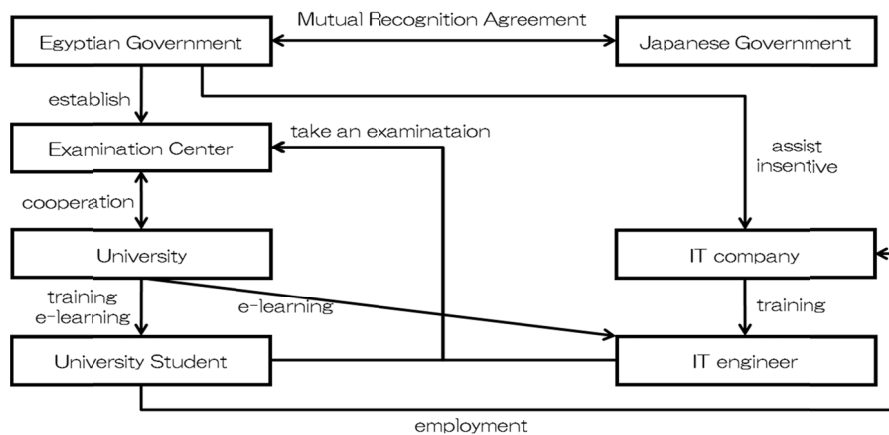 Mutual Recognition Agreement
Egyptian Government
Japanese Government
establish
take an examinataion
Examination Center
assist
insentive
cooperation
University
IT company
training
e-learning
e-learning
training
University Student
IT engineer
employment